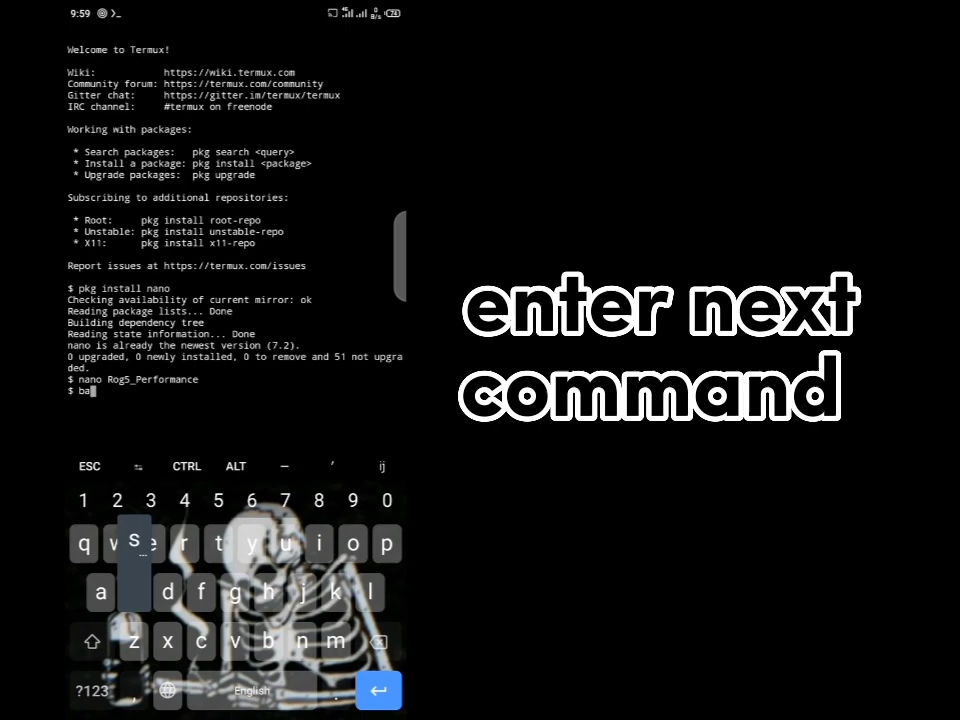 9:59
4G
0 B/s
74
Welcome to Termux!
Wiki: https://wiki.termux.com
Community forum: https://termux.com/community
Gitter chat: https://gitter.im/termux/termux
IRC channel: #termux on freenode
Working with packages:
* Search packages: pkg search <query>
* Install a package: pkg install <package>
* Upgrade packages: pkg upgrade
Subscribing to additional repositories:
* Root: pkg install root-repo
* Unstable: pkg install unstable-repo
* X11: pkg install x11-repo
Report issues at https://termux.com/issues
$ pkg install nano
Checking availability of current mirror: ok
Reading package lists... Done
Building dependency tree
Reading state information... Done
nano is already the newest version (7.2).
0 upgraded, 0 newly installed, 0 to remove and 51 not upgra
ded.
$ nano Rog5_Performance
$ ba
enter next
command
ESC ⇆ CTRL ALT — ′ ij
1 2 3 4 5 6 7 8 9 0
q w e r t y u i o p
a s d f g h j k l
z x c v b n m
?123 , English .